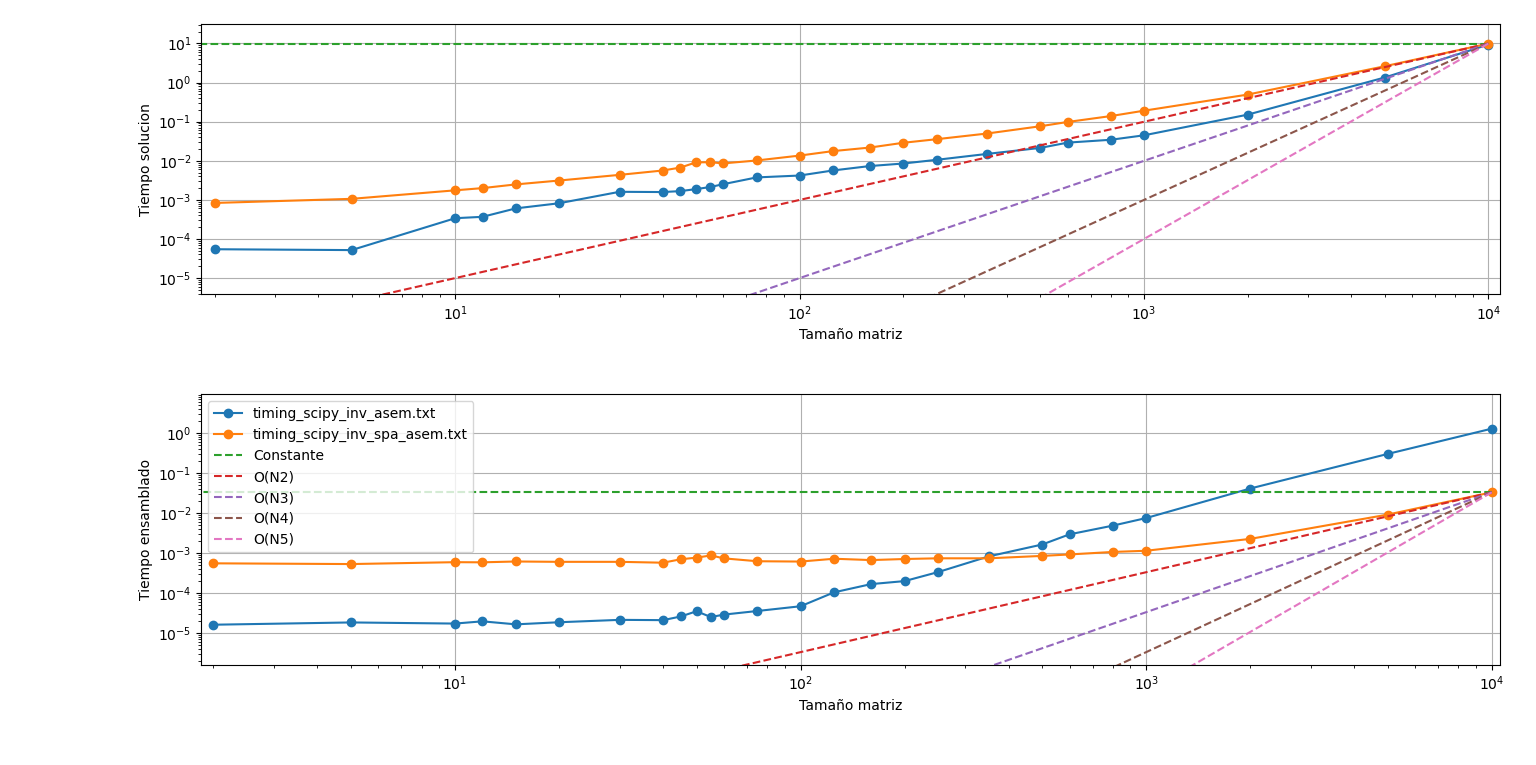 Tiempo solucion
10¹
10⁰
10⁻¹
10⁻²
10⁻³
10⁻⁴
10⁻⁵
10¹ 10² 10³ 10⁴
Tamaño matriz
Tiempo ensamblado
10⁰
10⁻¹
10⁻²
10⁻³
10⁻⁴
10⁻⁵
timing_scipy_inv_asem.txt
timing_scipy_inv_spa_asem.txt
Constante
O(N2)
O(N3)
O(N4)
O(N5)
10¹ 10² 10³ 10⁴
Tamaño matriz